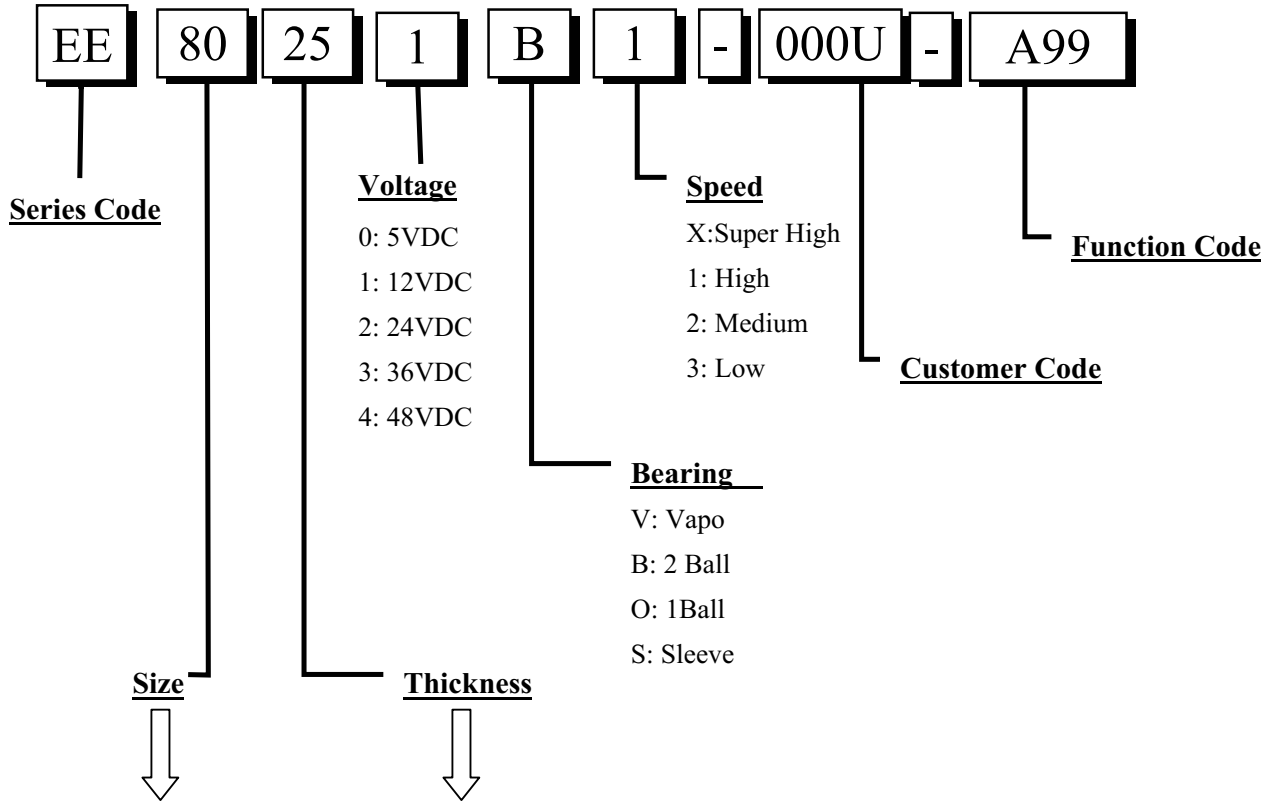 EE 80 25 1 B 1 - 000U - A99
Series Code
Voltage
0: 5VDC
1: 12VDC
2: 24VDC
3: 36VDC
4: 48VDC
Speed
X:Super High
1: High
2: Medium
3: Low
Function Code
Customer Code
Bearing
V: Vapo
B: 2 Ball
O: 1Ball
S: Sleeve
Size
Thickness